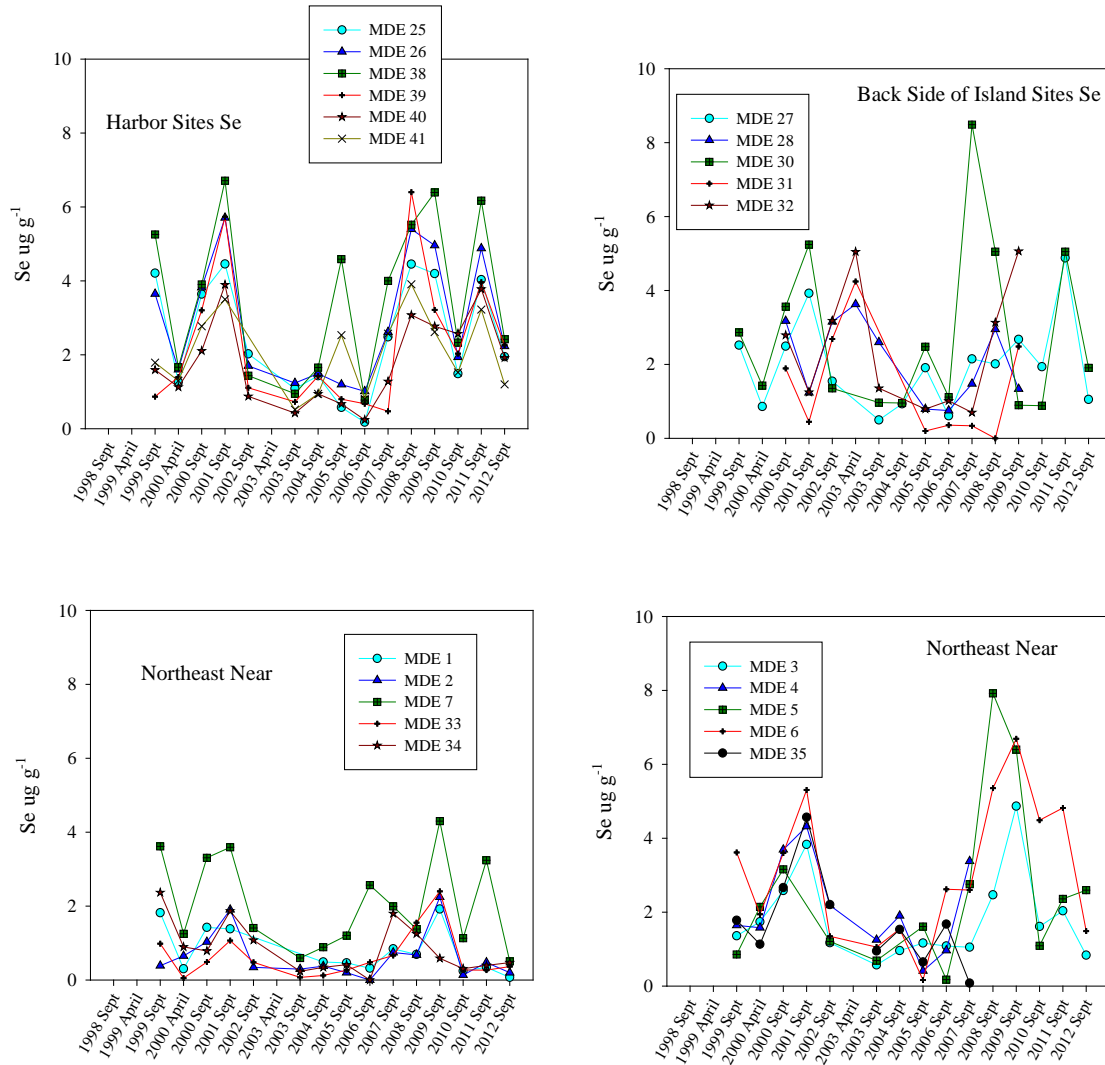 MDE 25
MDE 26
MDE 38
MDE 39
MDE 40
MDE 41
Harbor Sites Se
Se ug g-1
10
8
6
4
2
0
1998 Sept
1999 April
1999 Sept
2000 April
2000 Sept
2001 Sept
2002 Sept
2003 April
2003 Sept
2004 Sept
2005 Sept
2006 Sept
2007 Sept
2008 Sept
2009 Sept
2010 Sept
2011 Sept
2012 Sept
Back Side of Island Sites Se
MDE 27
MDE 28
MDE 30
MDE 31
MDE 32
Se ug g-1
10
8
6
4
2
0
1998 Sept
1999 April
1999 Sept
2000 April
2000 Sept
2001 Sept
2002 Sept
2003 April
2003 Sept
2004 Sept
2005 Sept
2006 Sept
2007 Sept
2008 Sept
2009 Sept
2010 Sept
2011 Sept
2012 Sept
Northeast Near
MDE 1
MDE 2
MDE 7
MDE 33
MDE 34
Se ug g-1
10
8
6
4
2
0
1998 Sept
1999 April
1999 Sept
2000 April
2000 Sept
2001 Sept
2002 Sept
2003 April
2003 Sept
2004 Sept
2005 Sept
2006 Sept
2007 Sept
2008 Sept
2009 Sept
2010 Sept
2011 Sept
2012 Sept
Northeast Near
MDE 3
MDE 4
MDE 5
MDE 6
MDE 35
Se ug g-1
10
8
6
4
2
0
1998 Sept
1999 April
1999 Sept
2000 April
2000 Sept
2001 Sept
2002 Sept
2003 April
2003 Sept
2004 Sept
2005 Sept
2006 Sept
2007 Sept
2008 Sept
2009 Sept
2010 Sept
2011 Sept
2012 Sept